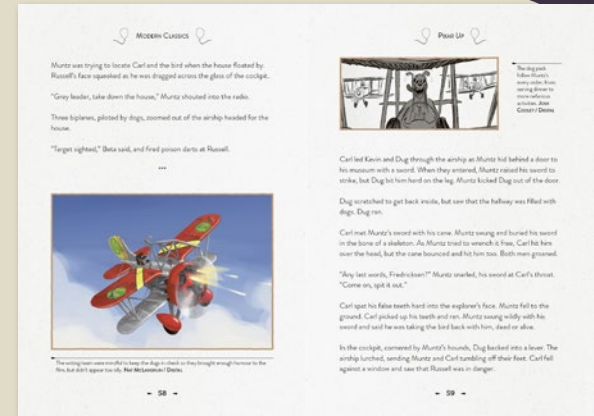 MODERN CLASSICS
Muntz was trying to locate Carl and the bird when the house floated by
Russell's face squeaked as he was dragged across the glass of the cockpit.
"Grey leader, take down the house," Muntz shouted into the radio.
Three biplanes, piloted by dogs, zoomed out of the airship headed for the
house.
"Target sighted," Beta said, and fired poison darts at Russell.
•••
The writing team were mindful to keep the dogs in check so they brought enough humour to the
film, but didn't appear too silly. NAT MCLAUGHLIN / DIGITAL
- 58 -
PIXAR UP
The dog pack
follow Muntz's
every order, from
serving dinner to
more nefarious
activities. JOSH
COOLEY / DIGITAL
Carl led Kevin and Dug through the airship as Muntz hid behind a door to
his museum with a sword. When they entered, Muntz raised his sword to
strike, but Dug bit him hard on the leg. Muntz kicked Dug out of the door.
Dug scratched to get back inside, but saw that the hallway was filled with
dogs. Dug ran.
Carl met Muntz's sword with his cane. Muntz swung and buried his sword
in the bone of a skeleton. As Muntz tried to wrench it free, Carl hit him
over the head, but the cane bounced and hit him too. Both men groaned.
"Any last words, Fredricksen?" Muntz snarled, his sword at Carl's throat.
"Come on, spit it out."
Carl spat his false teeth hard into the explorer's face. Muntz fell to the
ground. Carl picked up his teeth and ran. Muntz swung wildly with his
sword and said he was taking the bird back with him, dead or alive.
In the cockpit, cornered by Muntz's hounds, Dug backed into a lever. The
airship lurched, sending Muntz and Carl tumbling off their feet. Carl fell
against a window and saw that Russell was in danger.
- 59 -